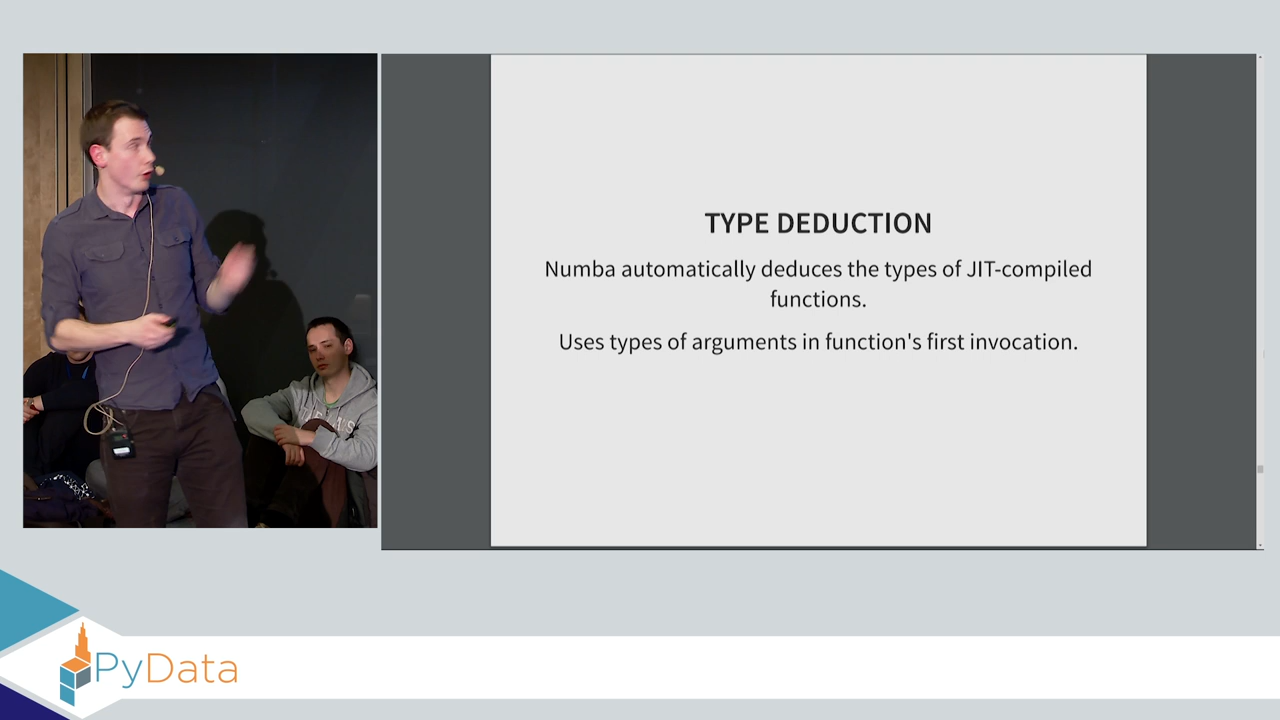 TYPE DEDUCTION
Numba automatically deduces the types of JIT-compiled
functions.
Uses types of arguments in function's first invocation.
PyData